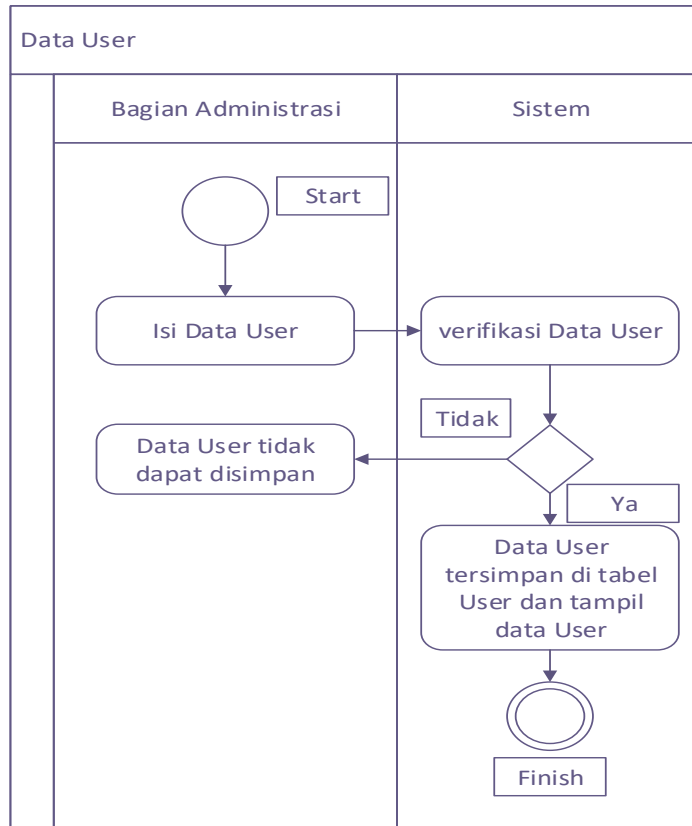 Data User
Bagian Administrasi
Sistem
Start
Isi Data User
verifikasi Data User
Tidak
Data User tidak
dapat disimpan
Ya
Data User
tersimpan di tabel
User dan tampil
data User
Finish